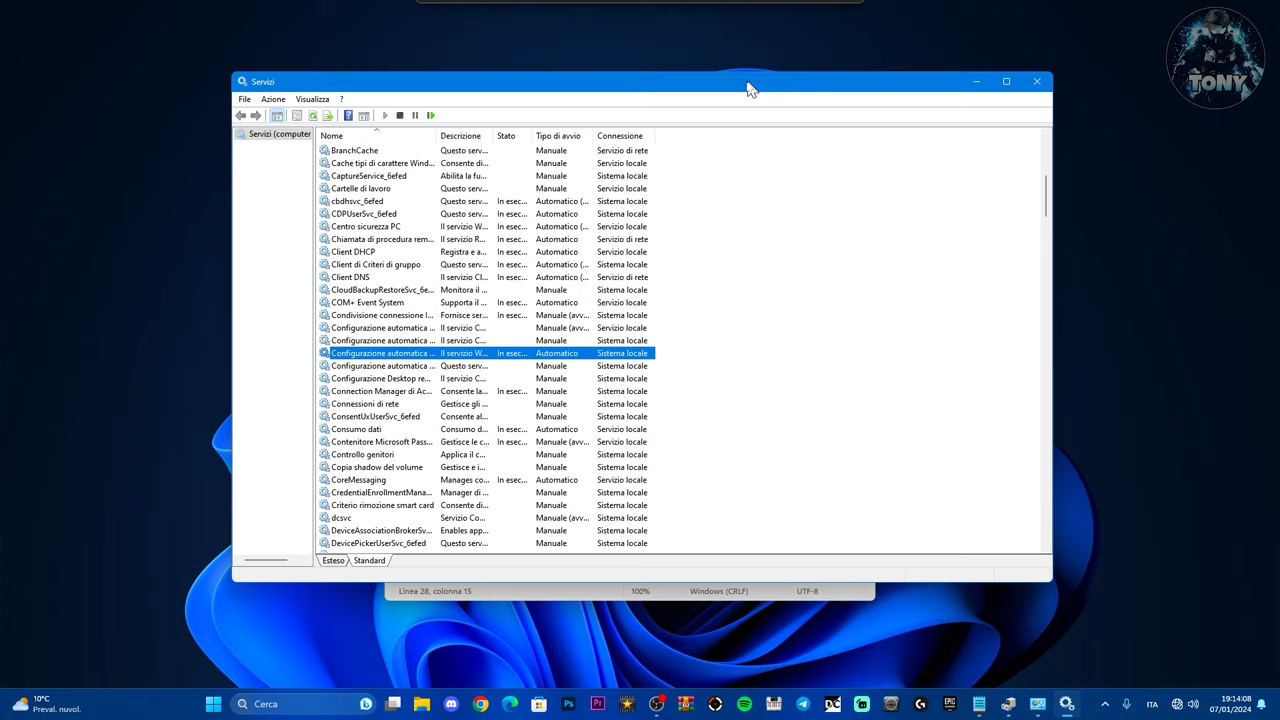 TONY
Servizi
File Azione Visualizza ?
Servizi (computer
Nome Descrizione Stato Tipo di avvio Connessione
BranchCache Questo serv... Manuale Servizio di rete
Cache tipi di carattere Wind... Consente di... Manuale Servizio locale
CaptureService_6efed Abilita la fu... Manuale Sistema locale
Cartelle di lavoro Questo serv... Manuale Servizio locale
cbdhsvc_6efed Questo serv... In esec... Automatico (... Sistema locale
CDPUserSvc_6efed Questo serv... In esec... Automatico Sistema locale
Centro sicurezza PC Il servizio W... In esec... Automatico (... Servizio locale
Chiamata di procedura rem... Il servizio R... In esec... Automatico Servizio di rete
Client DHCP Registra e a... In esec... Automatico Servizio locale
Client di Criteri di gruppo Questo serv... In esec... Automatico (... Sistema locale
Client DNS Il servizio Cl... In esec... Automatico (... Servizio di rete
CloudBackupRestoreSvc_6e... Monitora il ... Manuale Sistema locale
COM+ Event System Supporta il ... In esec... Automatico Servizio locale
Condivisione connessione I... Fornisce ser... In esec... Manuale (avv... Sistema locale
Configurazione automatica ... Il servizio C... Manuale (avv... Sistema locale
Configurazione automatica ... Il servizio C... Manuale Sistema locale
Configurazione automatica ... Il servizio W... In esec... Automatico Sistema locale
Configurazione automatica ... Questo serv... Manuale Sistema locale
Configurazione Desktop re... Il servizio C... Manuale Sistema locale
Connection Manager di Ac... Consente la... In esec... Manuale Sistema locale
Connessioni di rete Gestisce gli ... Manuale Sistema locale
ConsentUxUserSvc_6efed Consente al... Manuale Sistema locale
Consumo dati Consumo d... In esec... Automatico Servizio locale
Contenitore Microsoft Pass... Gestisce le c... In esec... Manuale (avv... Servizio locale
Controllo genitori Applica il c... Manuale Sistema locale
Copia shadow del volume Gestisce e i... Manuale Sistema locale
CoreMessaging Manages co... In esec... Automatico Servizio locale
CredentialEnrollmentMana... Manager di ... Manuale Sistema locale
Criterio rimozione smart card Consente di... Manuale Sistema locale
dcsvc Servizio Co... Manuale (avv... Sistema locale
DeviceAssociationBrokerSv... Enables app... Manuale Sistema locale
DevicePickerUserSvc_6efed Questo serv... Manuale Sistema locale
Esteso Standard
Linea 28, colonna 15 100% Windows (CRLF) UTF-8
10°C
Preval. nuvol.
Cerca
ITA
19:14:08
07/01/2024